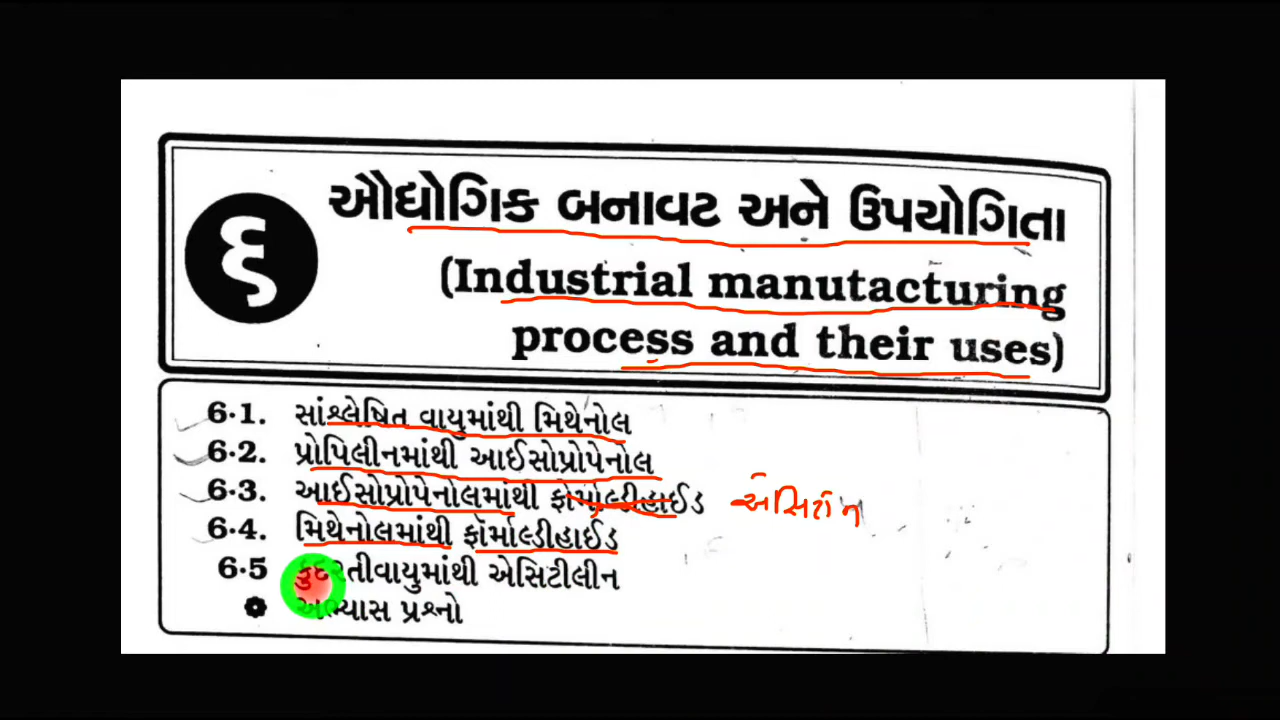 ૬
ઔદ્યોગિક બનાવટ અને ઉપયોગિતા
(Industrial manutacturing
process and their uses)
6·1. સાંશ્લેષિત વાયુમાંથી મિથેનોલ
6·2. પ્રોપિલીનમાંથી આઈસોપ્રોપેનોલ
6·3. આઈસોપ્રોપેનોલમાંથી ફોર્માલ્ડીહાઈડ એસિટૉન
6·4. મિથેનોલમાંથી ફૉર્માલ્ડીહાઈડ
6·5 કુદરતીવાયુમાંથી એસિટીલીન
અભ્યાસ પ્રશ્નો